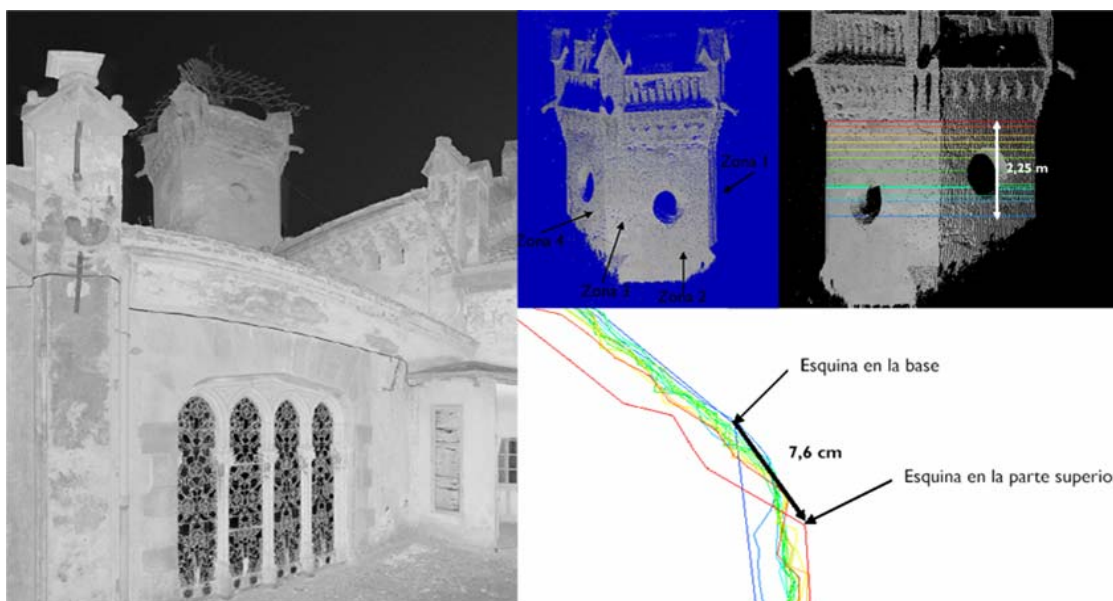 Zona 1
2,25 m
Zona 4
Zona 3
Zona 2
Esquina en la base
7,6 cm
Esquina en la parte superio